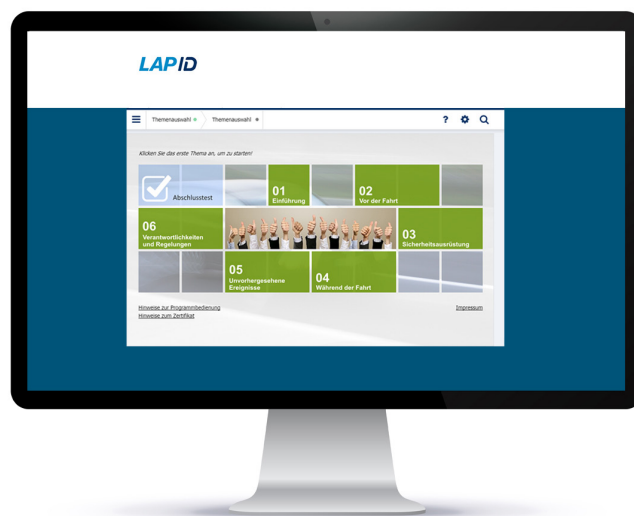 LAPID
Themenauswahl
Themenauswahl
?
Klicken Sie das erste Thema an, um zu starten!
Abschlusstest
01
Einführung
02
Vor der Fahrt
06
Verantwortlichkeiten
und Regelungen
03
Sicherheitsausrüstung
05
Unvorhergesehene
Ereignisse
04
Während der Fahrt
Hinweise zur Programmbedienung
Impressum
Hinweise zum Zertifikat